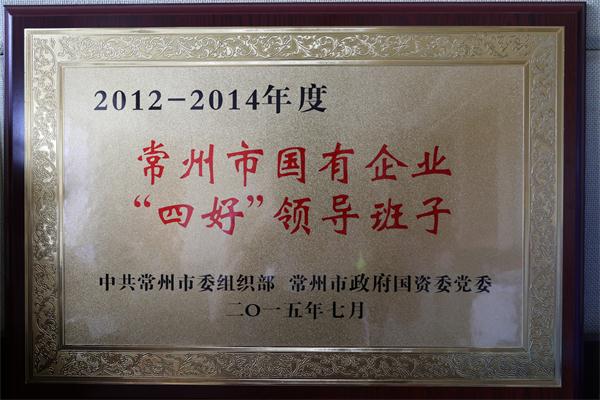 2012-2014年度
常州市国有企业
“四好”领导班子
中共常州市委组织部 常州市政府国资委党委
二〇一五年七月